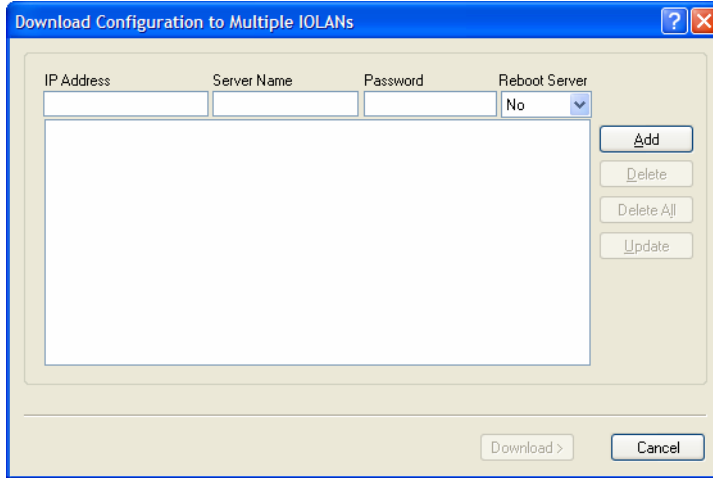 Download Configuration to Multiple IOLANs
IP Address Server Name Password Reboot Server
No
Add
Delete
Delete All
Update
Download >
Cancel